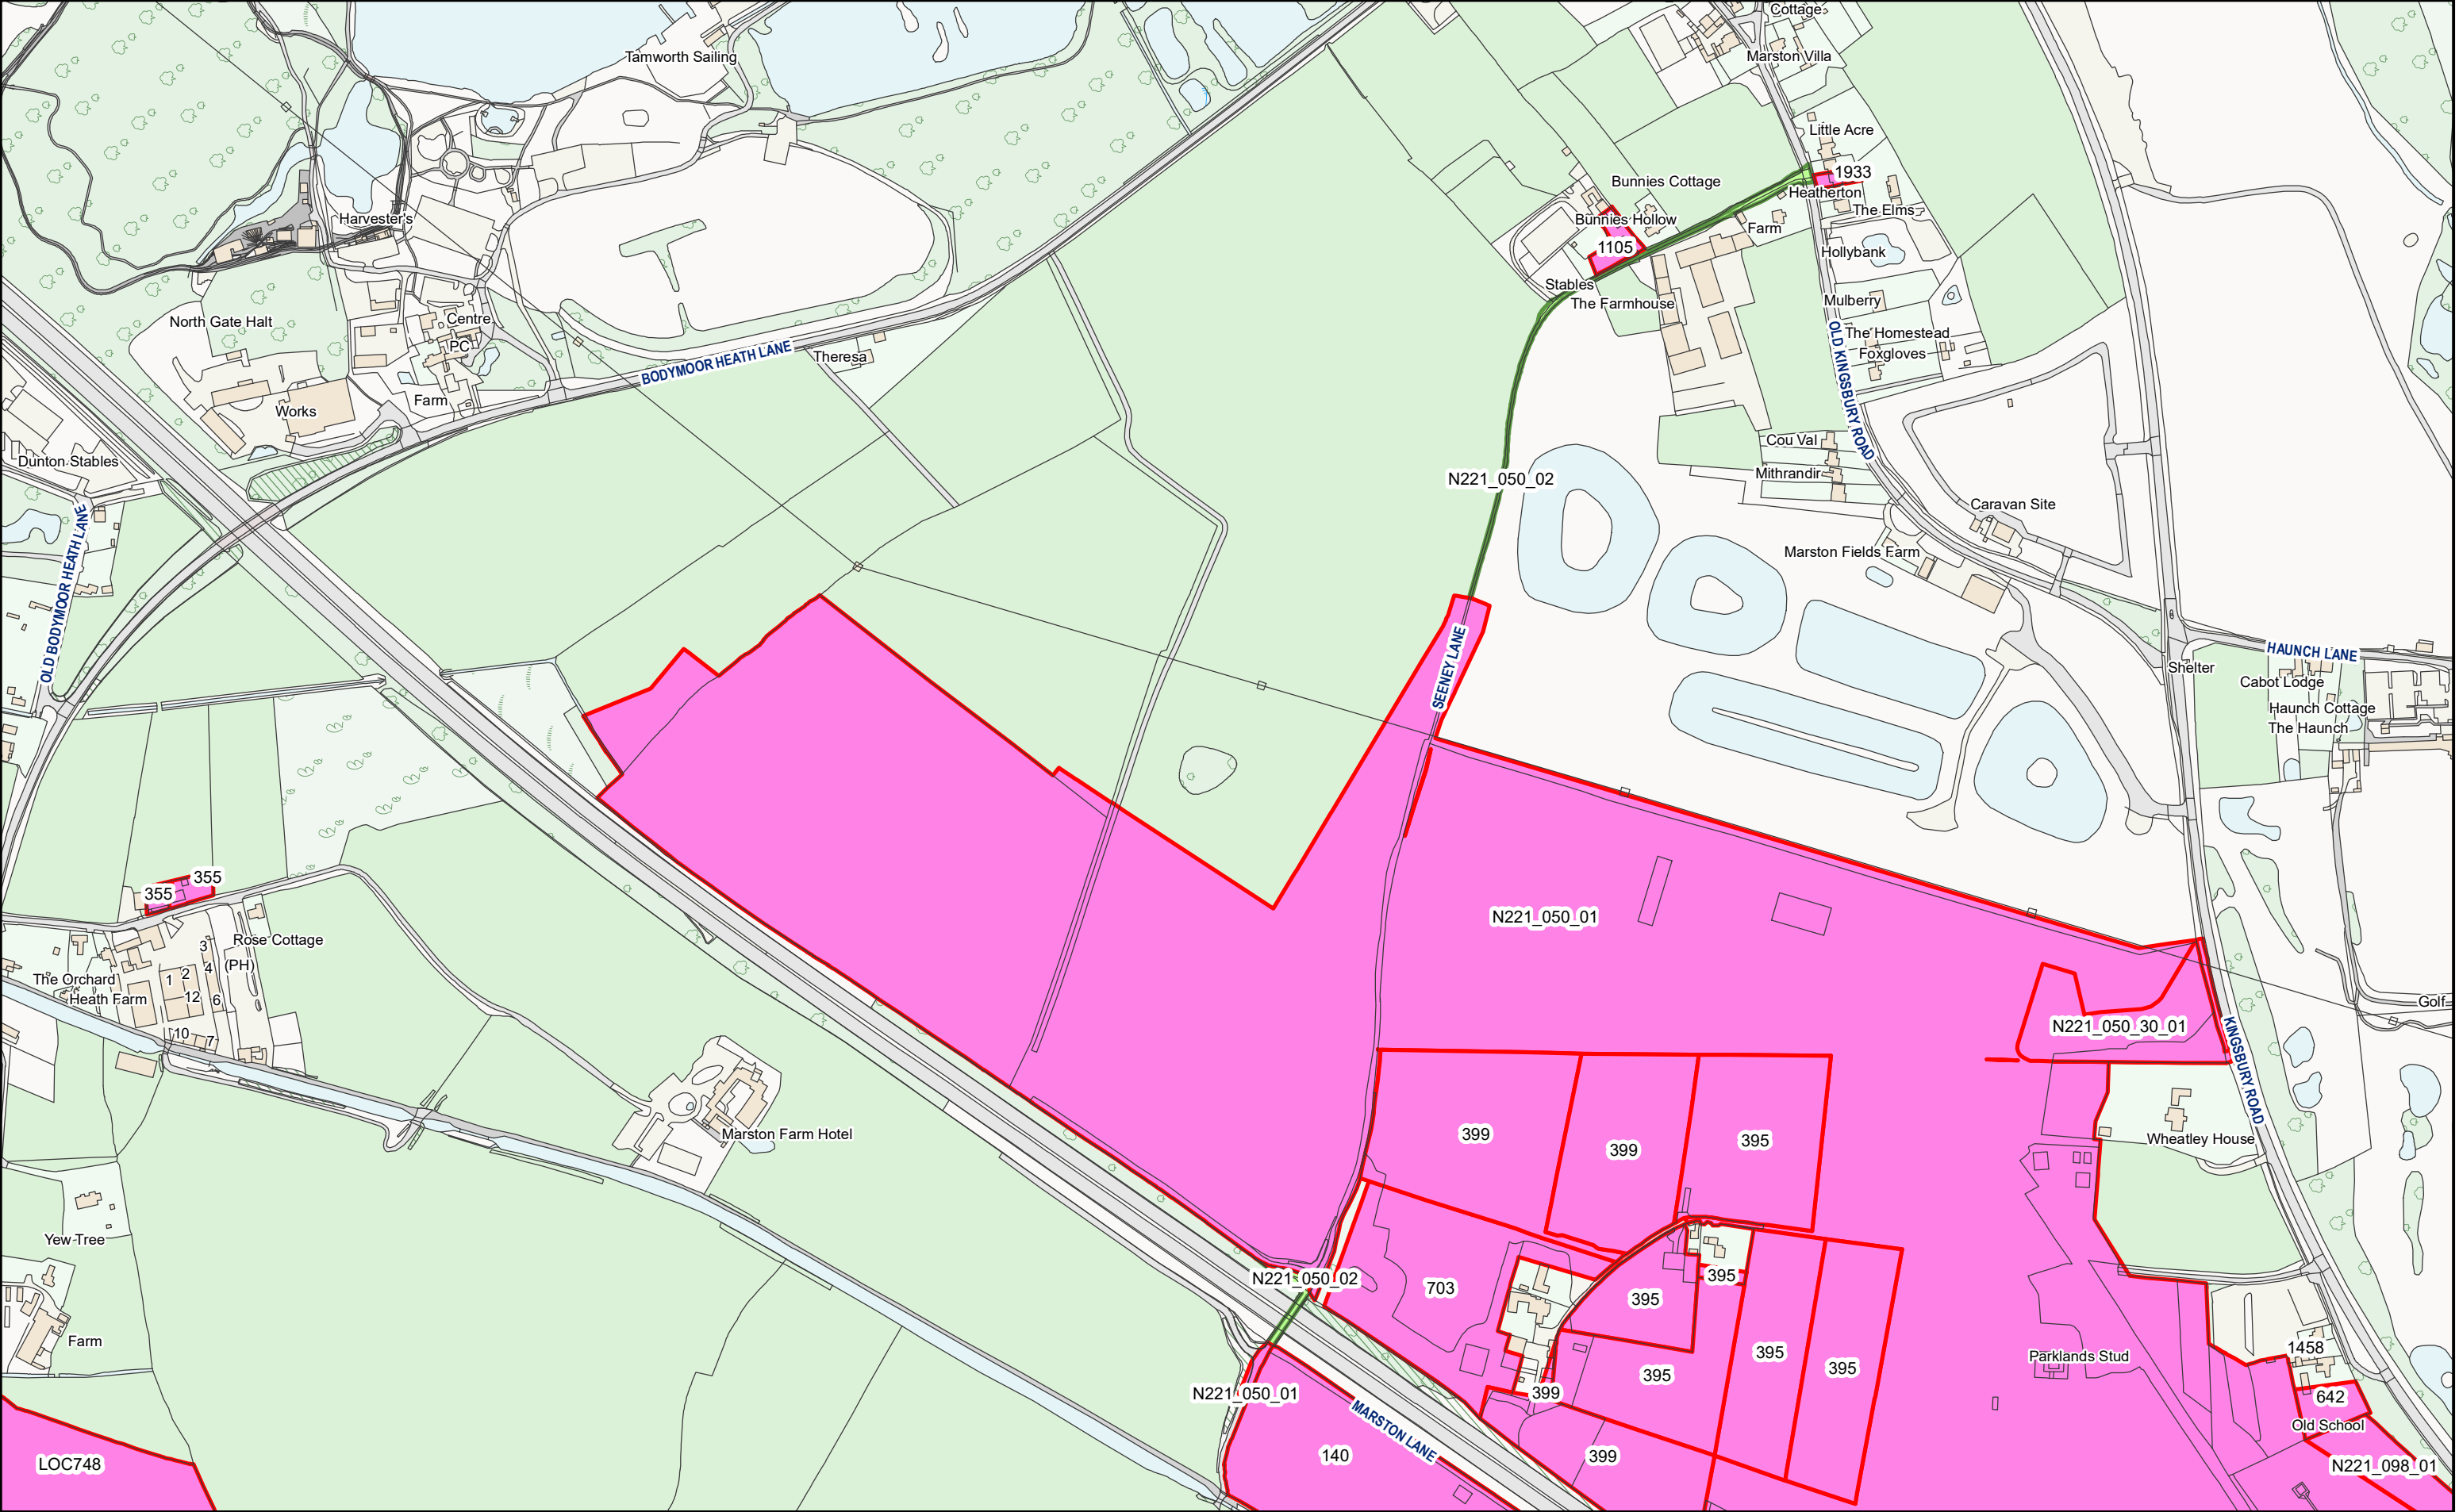 Cottage
Tamworth Sailing
Marston Villa
Little Acre
1933
Bunnies Cottage
Heatherton
The Elms
Harvester's
Bunnies Hollow
Farm
1105
Hollybank
Stables
The Farmhouse
Mulberry
North Gate Halt
Centre
The Homestead
PC
Theresa
BODYMOOR HEATH LANE
Foxgloves
OLD KINGSBURY ROAD
Farm
Works
Cou Val
Dunton Stables
Mithrandir
N221_050_02
Caravan Site
OLD BODYMOOR HEATH LANE
Marston Fields Farm
SEENEY LANE
HAUNCH LANE
Shelter
Cabot Lodge
Haunch Cottage
The Haunch
355
355
N221_050_01
3
Rose Cottage
(PH)
4
The Orchard
1
2
Heath Farm
12
6
Golf
10
7
N221_050_30_01
KINGSBURY ROAD
Marston Farm Hotel
399
399
395
Wheatley House
Yew Tree
N221_050_02
703
395
395
Farm
395
395
395
Parklands Stud
1458
N221_050_01
399
642
MARSTON LANE
Old School
140
399
LOC748
N221_098_01